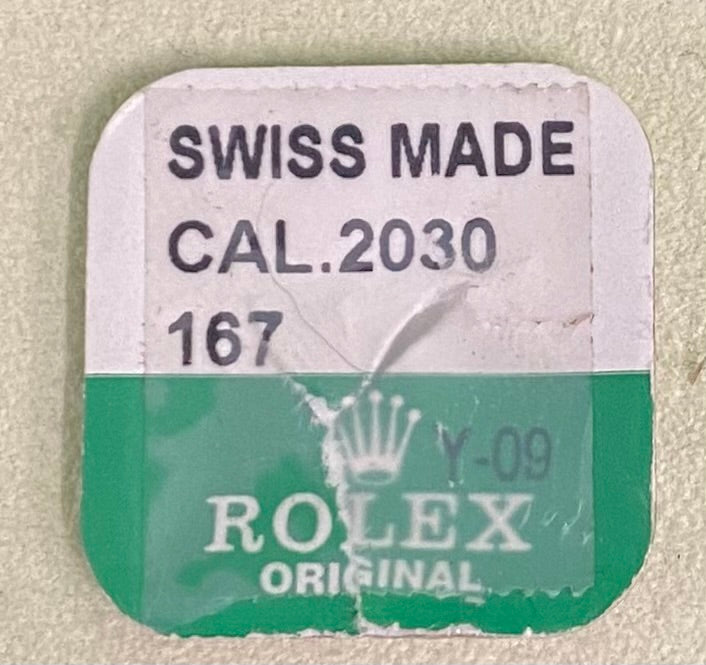 SWISS MADE
CAL.2030
167
Y-09
ROLEX
ORIGINAL